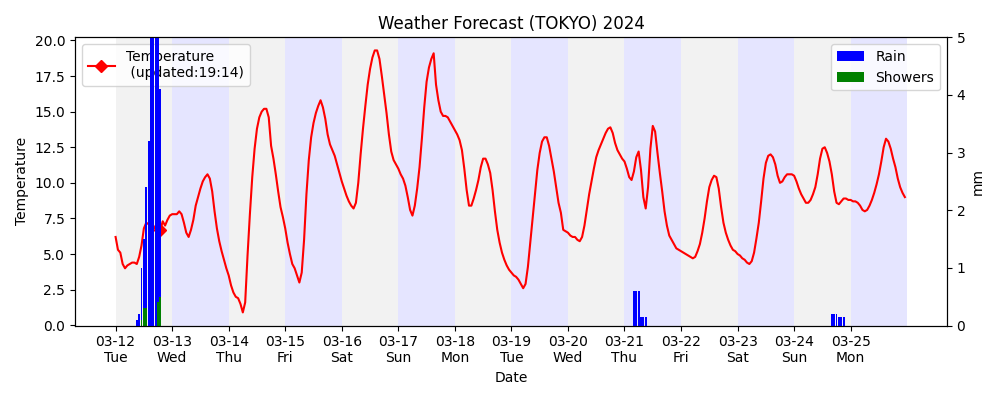 Weather Forecast (TOKYO) 2024
Temperature
(updated:19:14)
Rain
Showers
20.0
17.5
15.0
12.5
10.0
7.5
5.0
2.5
0.0
Temperature
5
4
3
2
1
0
mm
03-12 03-13 03-14 03-15 03-16 03-17 03-18 03-19 03-20 03-21 03-22 03-23 03-24 03-25
Tue Wed Thu Fri Sat Sun Mon Tue Wed Thu Fri Sat Sun Mon
Date